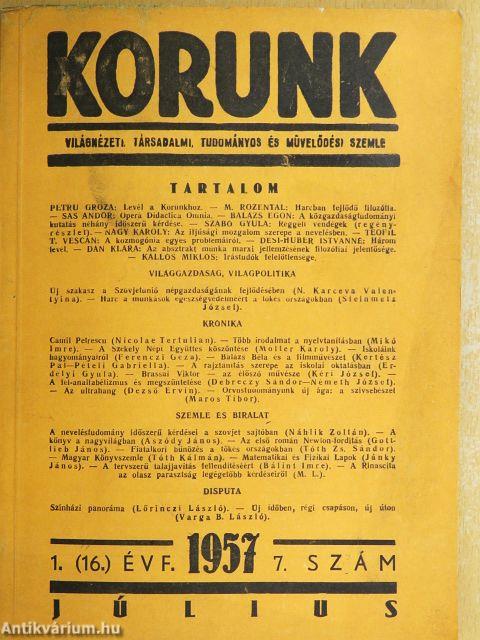 KORUNK
VILÁGNÉZETI, TÁRSADALMI, TUDOMÁNYOS ÉS MŰVELŐDÉSI SZEMLE
TARTALOM
PETRU GROZA: Levél a Korunkhoz. — M. ROZENTAL: Harcban fejlődő filozófia.
— SAS ANDOR: Opera Didactica Omnia. — BALÁZS EGON: A közgazdaságtudományi
kutatás néhány időszerű kérdése. — SZABÓ GYULA: Reggeli vendégek (regény-
részlet). — NAGY KÁROLY: Az ifjúsági mozgalom szerepe a nevelésben. — TEOFIL
T. VESCAN: A kozmogónia egyes problémáiról. — DÉSI-HUBER ISTVÁNNÉ: Három
levél. — DÁN KLÁRA: Az absztrakt munka marxi jellemzésének filozófiai jelentősége.
— KALLÓS MIKLÓS: Írástudók felelőtlensége.
VILÁGGAZDASÁG, VILÁGPOLITIKA
Új szakasz a Szovjetunió népgazdaságának fejlődésében (N. Karceva Valen-
tyina). — Harc a munkások egészségvédelméért a tőkés országokban (Steinmetz
József).
KRÓNIKA
Camil Petrescu (Nicolae Tertulian). — Több irodalmat a nyelvtanításban (Mikó
Imre). — A Székely Népi Együttes köszöntése (Moller Károly). — Iskoláink
hagyományairól (Ferenczi Géza). — Balázs Béla és a filmművészet (Kertész
Pál—Pételi Gabriella). — A rajztanítás szerepe az iskolai oktatásban (Er-
délyi Gyula). — Brassai Viktor — az előszó művésze (Kéri József). —
A fél-analfabétizmus és megszüntetése (Debreczy Sándor—Németh József).
— Az ultrahang (Dezső Ervin). — Orvostudományunk új ága: a szívsebészet
(Maros Tibor).
SZEMLE ÉS BÍRÁLAT
A neveléstudomány időszerű kérdései a szovjet sajtóban (Náhlik Zoltán). — A
könyv a nagyvilágban (Aszódy János). — Az első román Newton-fordítás (Gott-
lieb János). — Fiatalkori bűnözés a tőkés országokban (Tóth Zs. Sándor).
— Magyar Könyvszemle (Tóth Kálmán). — Matematikai és Fizikai Lapok (Jánky
János). — A tervszerű talajjavítás fellendítéséért (Bálint Imre). — A Rinascita
az olasz parasztság legégetőbb kérdéseiről (M. L.).
DISPUTA
Színházi panoráma (Lőrinczi László). — Új időben, régi csapáson, új úton
(Varga B. László).
1. (16.) ÉVF. 1957 7. SZÁM
JÚLIUS
Antikvárium.hu